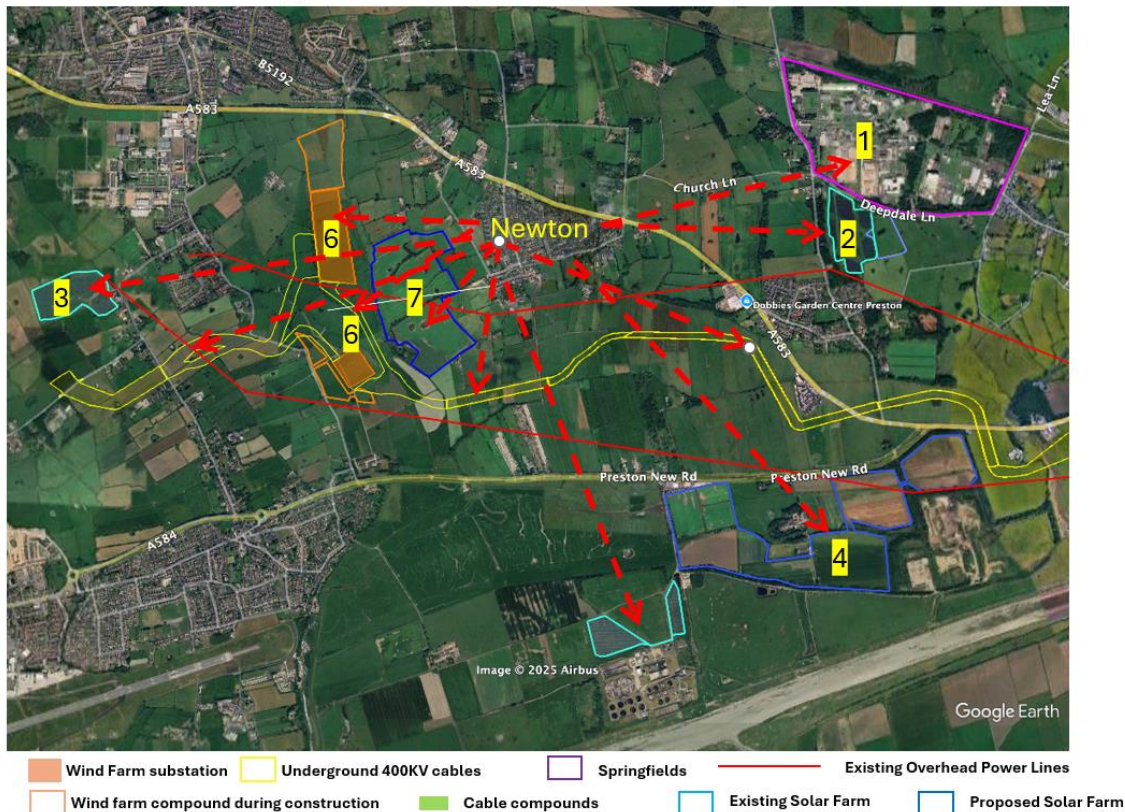 B5192
A583
A583
Lea Ln
1
Church Ln
Deepdale Ln
Newton
2
6
3
7
6
Dobbies Garden Centre Preston
A583
Preston New Rd
Preston New Rd
A584
4
Image © 2025 Airbus
Google Earth
Wind Farm substation
Underground 400KV cables
Springfields
Existing Overhead Power Lines
Wind farm compound during construction
Cable compounds
Existing Solar Farm
Proposed Solar Farm